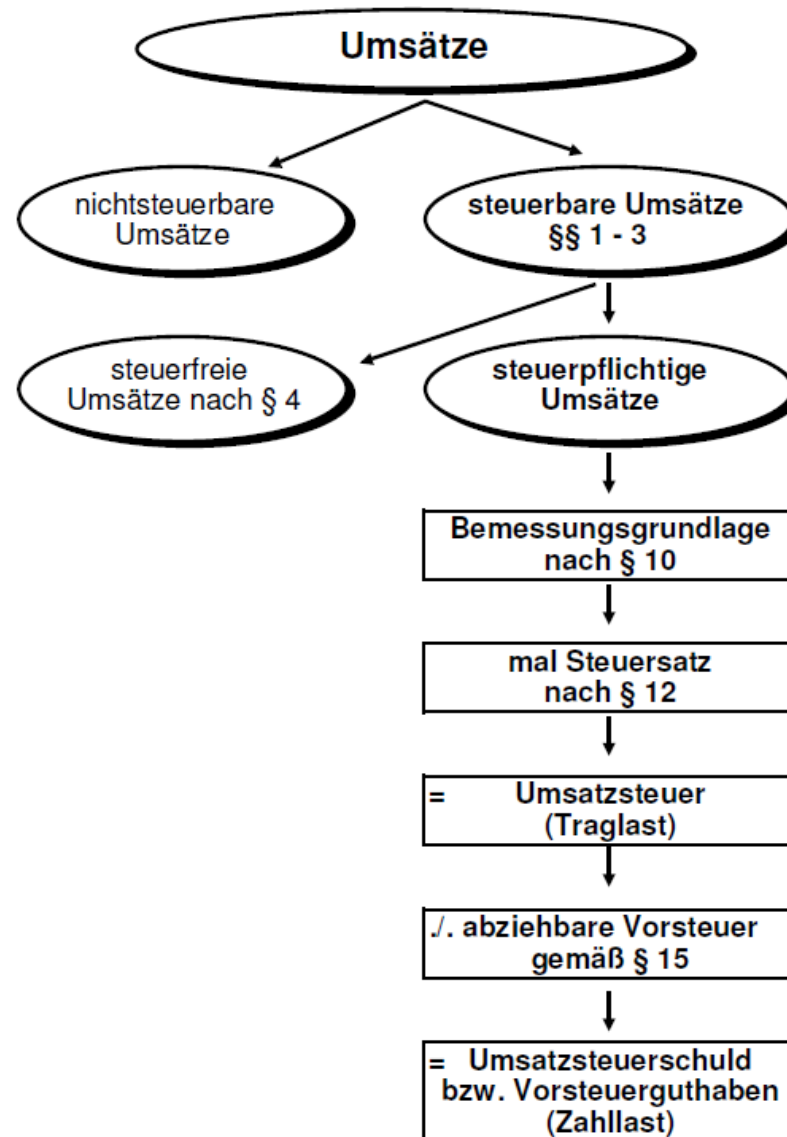 Umsätze
nichtsteuerbare
Umsätze
steuerbare Umsätze
§§ 1 - 3
steuerfreie
Umsätze nach § 4
steuerpflichtige
Umsätze
Bemessungsgrundlage
nach § 10
mal Steuersatz
nach § 12
= Umsatzsteuer
(Traglast)
./. abziehbare Vorsteuer
gemäß § 15
= Umsatzsteuerschuld
bzw. Vorsteuerguthaben
(Zahllast)